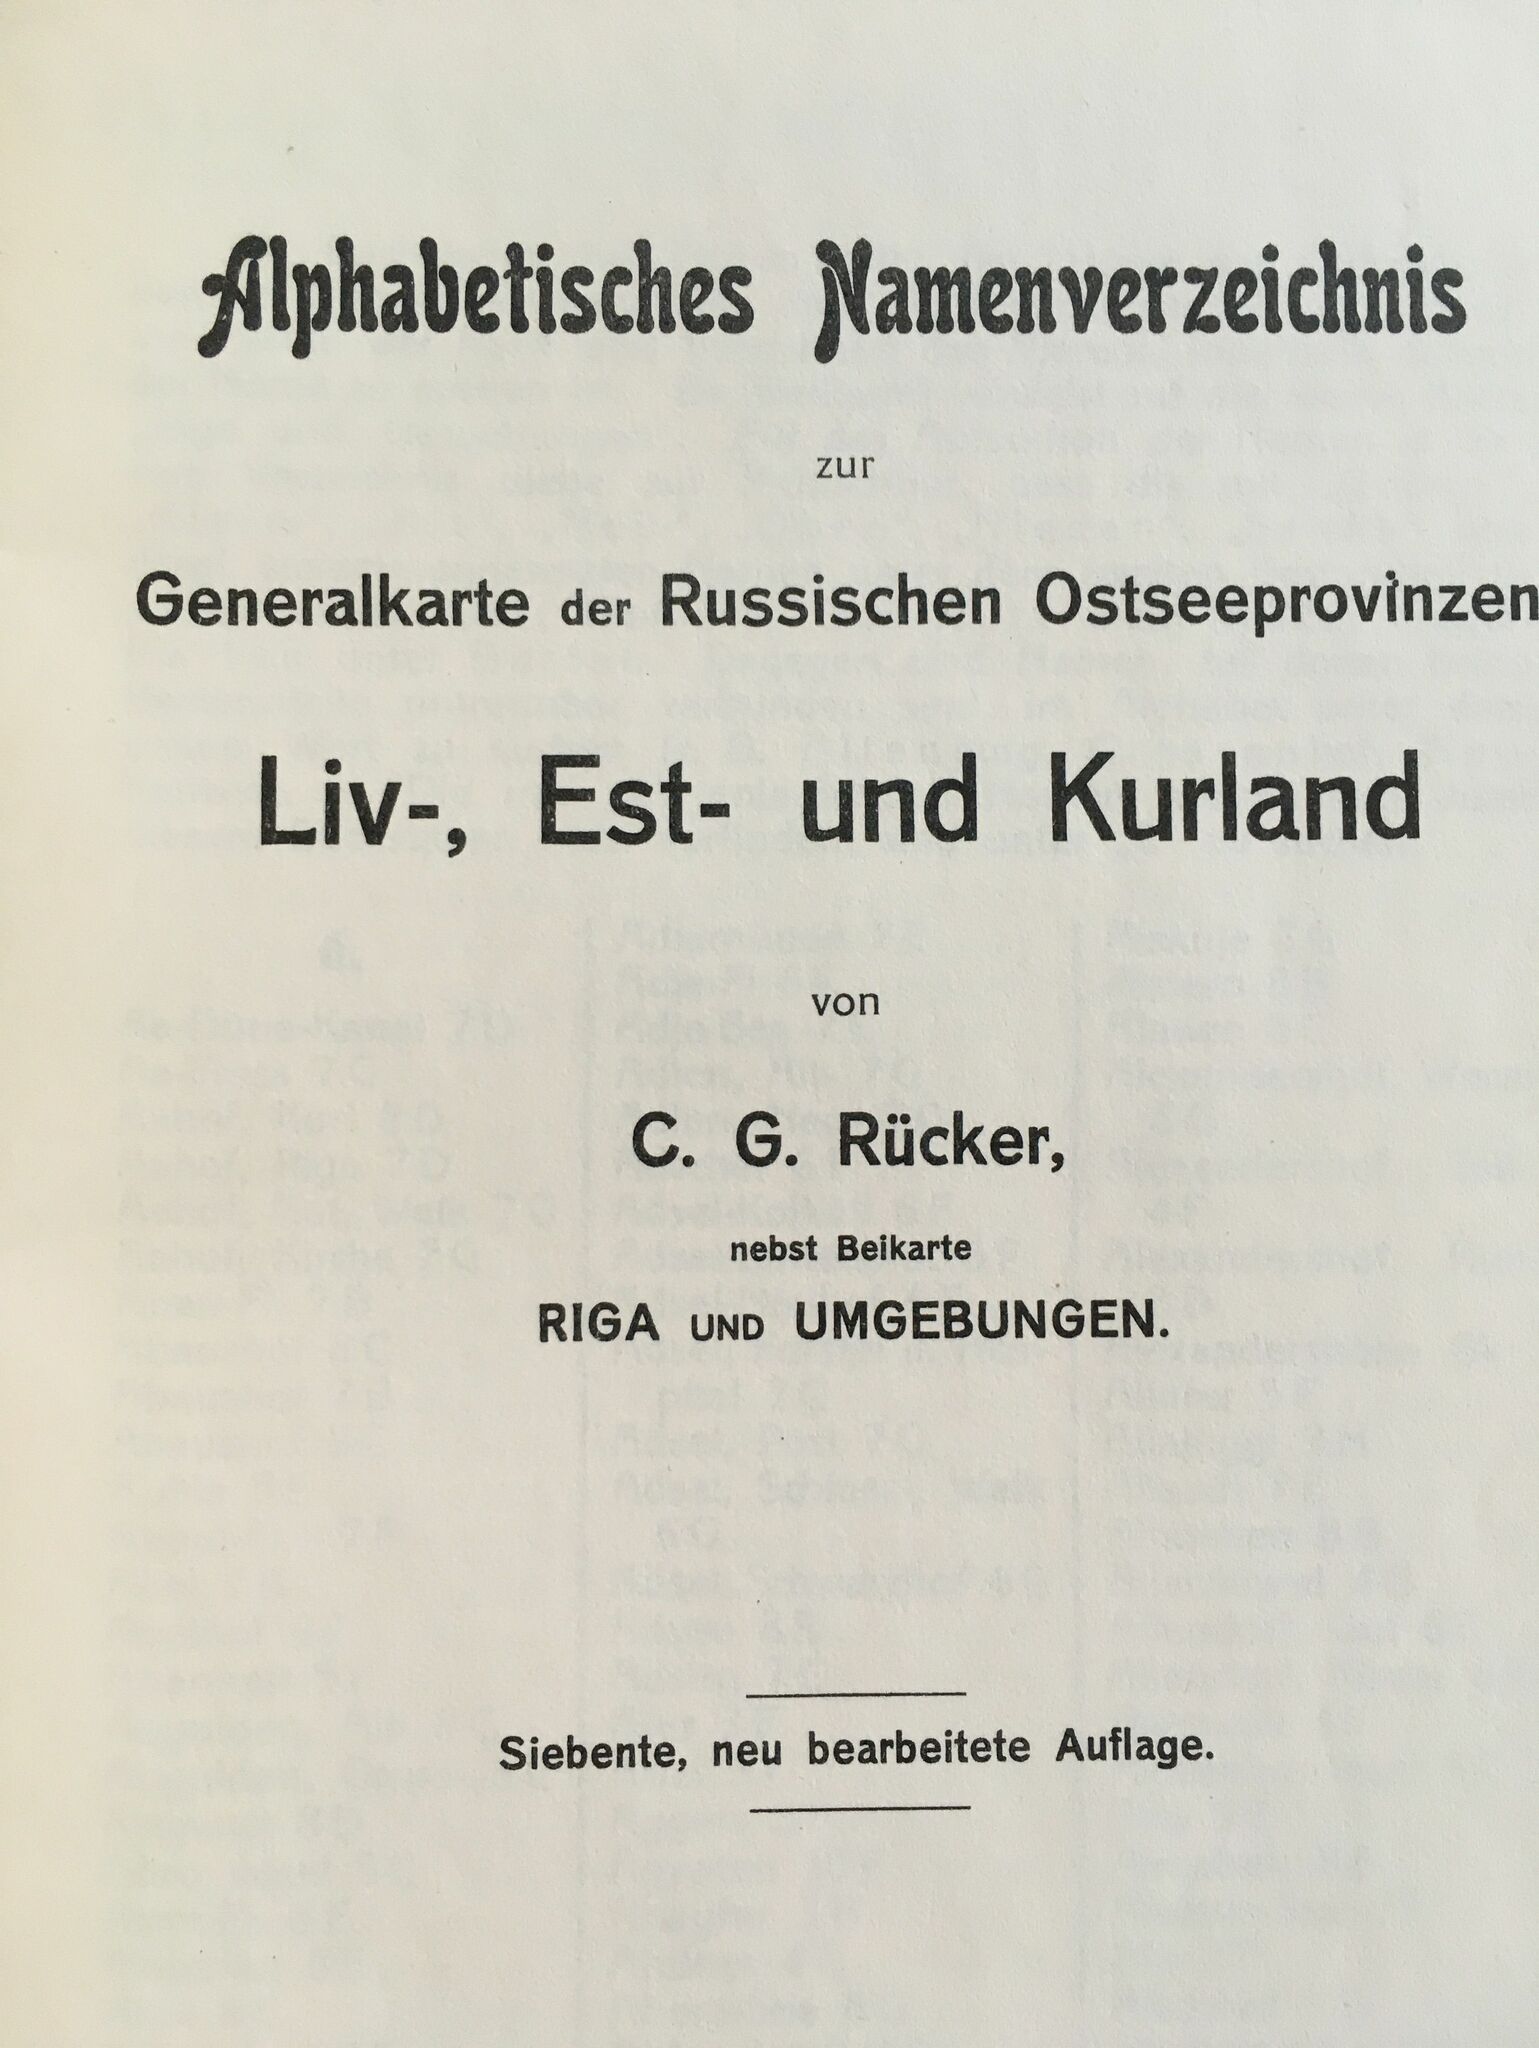 Alphabetisches Namenverzeichnis
zur
Generalkarte der Russischen Ostseeprovinzen
Liv-, Est- und Kurland
von
C. G. Rücker,
nebst Beikarte
RIGA UND UMGEBUNGEN.
Siebente, neu bearbeitete Auflage.